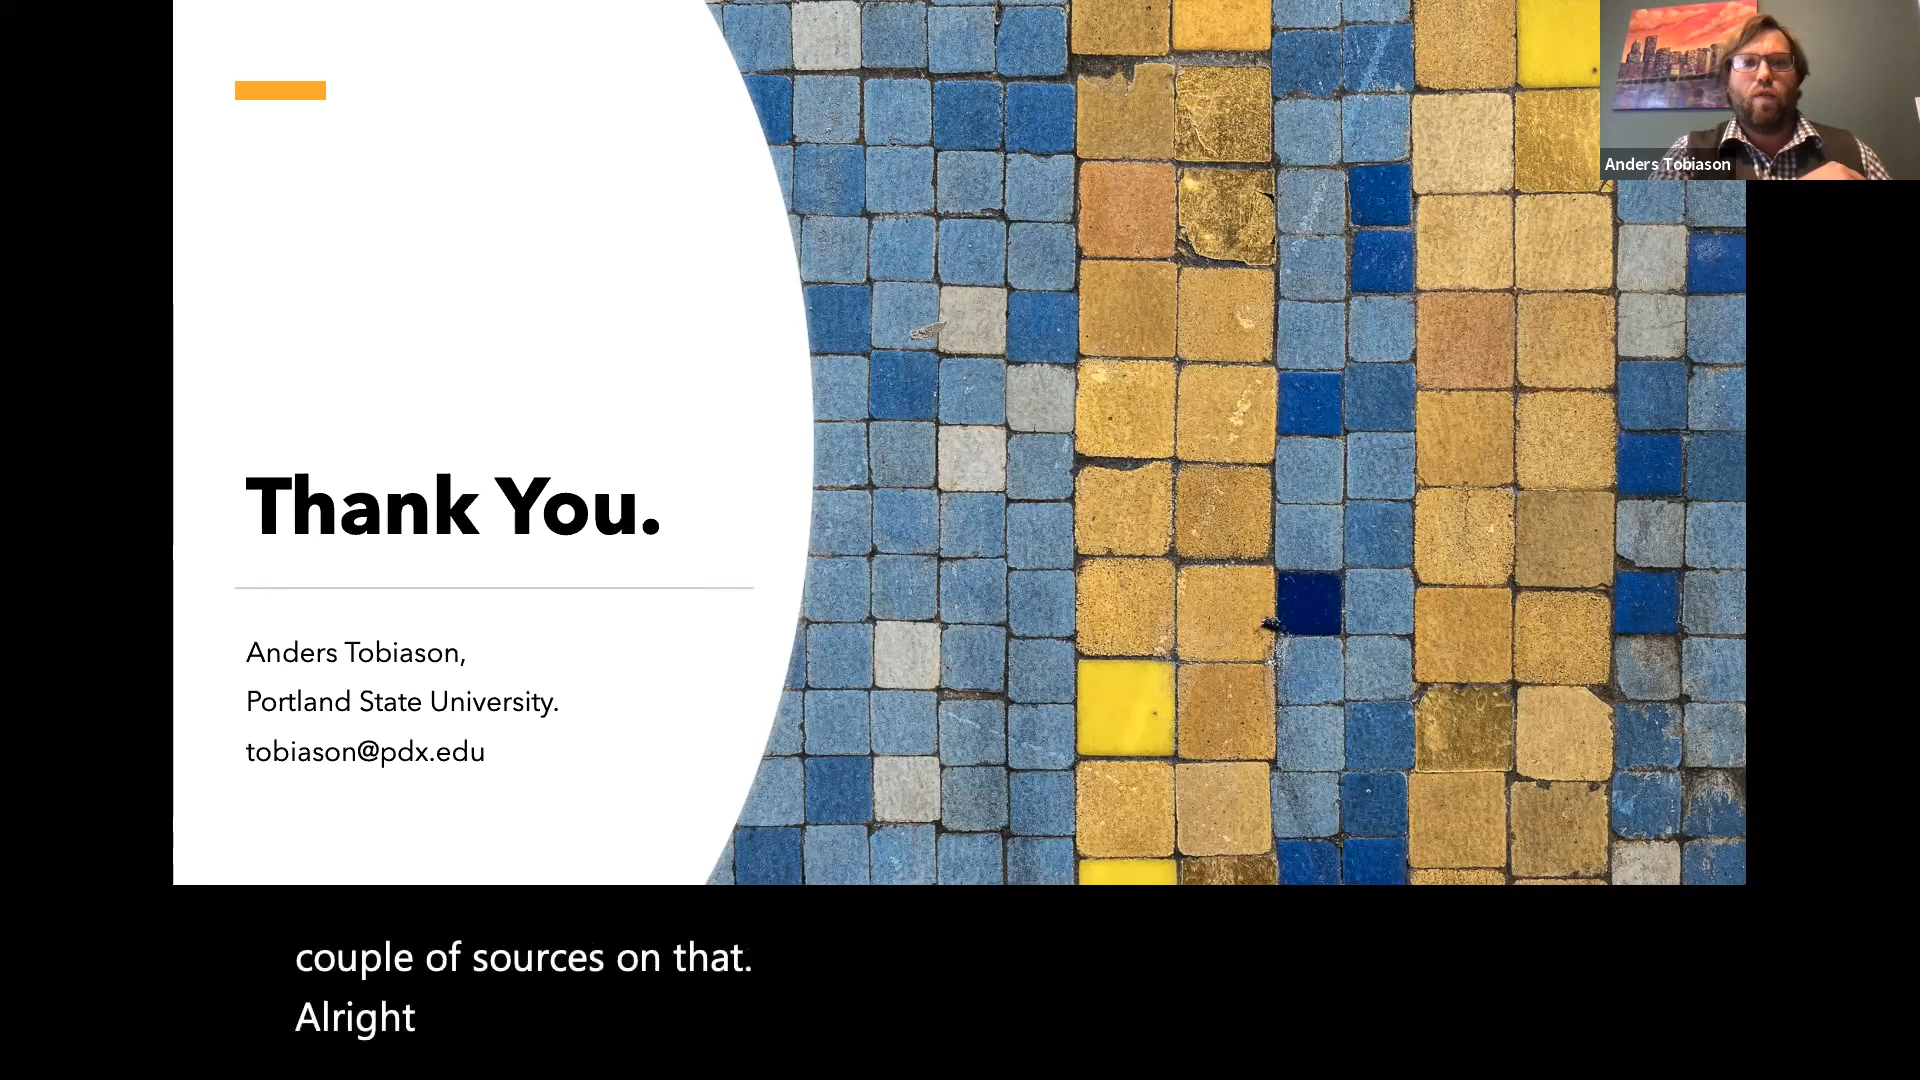 Anders Tobiason
Thank You.
Anders Tobiason,
Portland State University.
tobiason@pdx.edu
couple of sources on that.
Alright